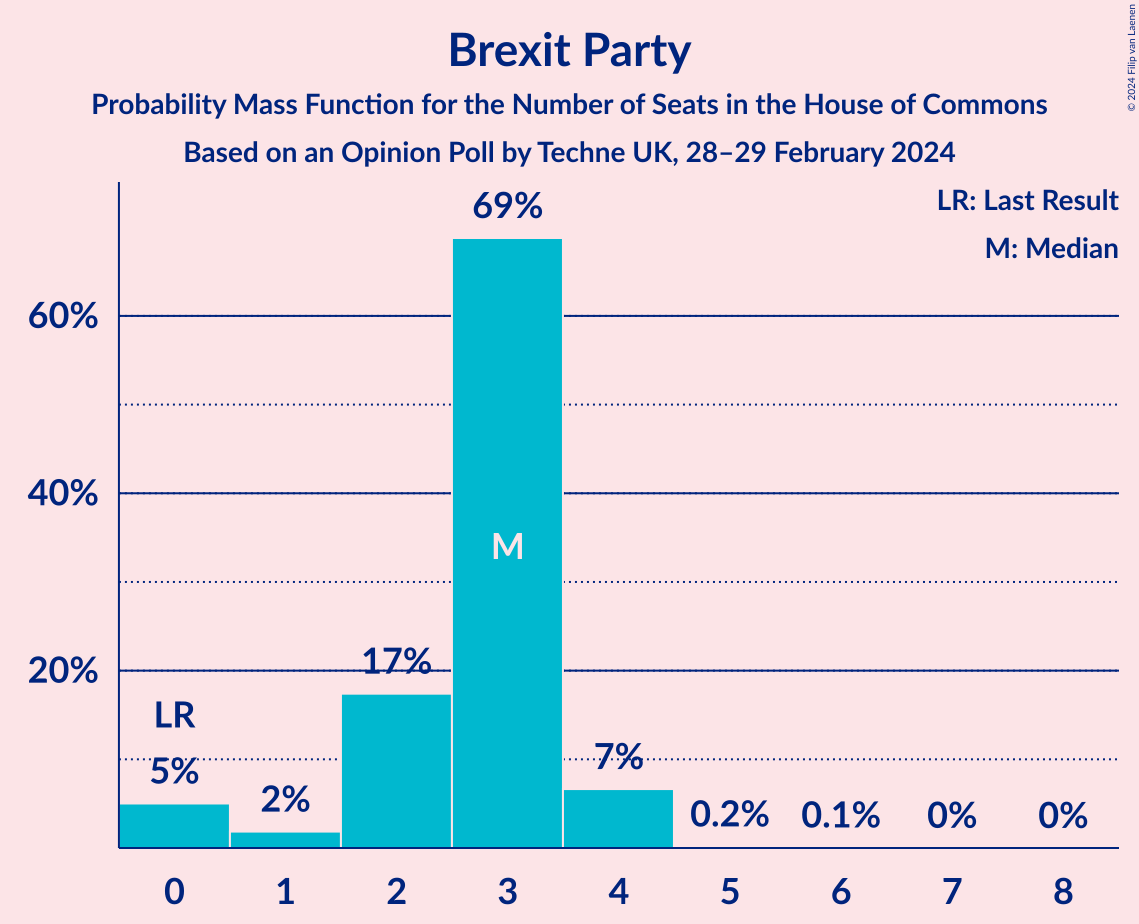 Brexit Party
Probability Mass Function for the Number of Seats in the House of Commons
Based on an Opinion Poll by Techne UK, 28–29 February 2024
© 2024 Filip van Laenen
LR: Last Result
M: Median
69%
60%
40%
M
20%
17%
LR
5%
2%
7%
0.2%
0.1%
0%
0%
0 1 2 3 4 5 6 7 8